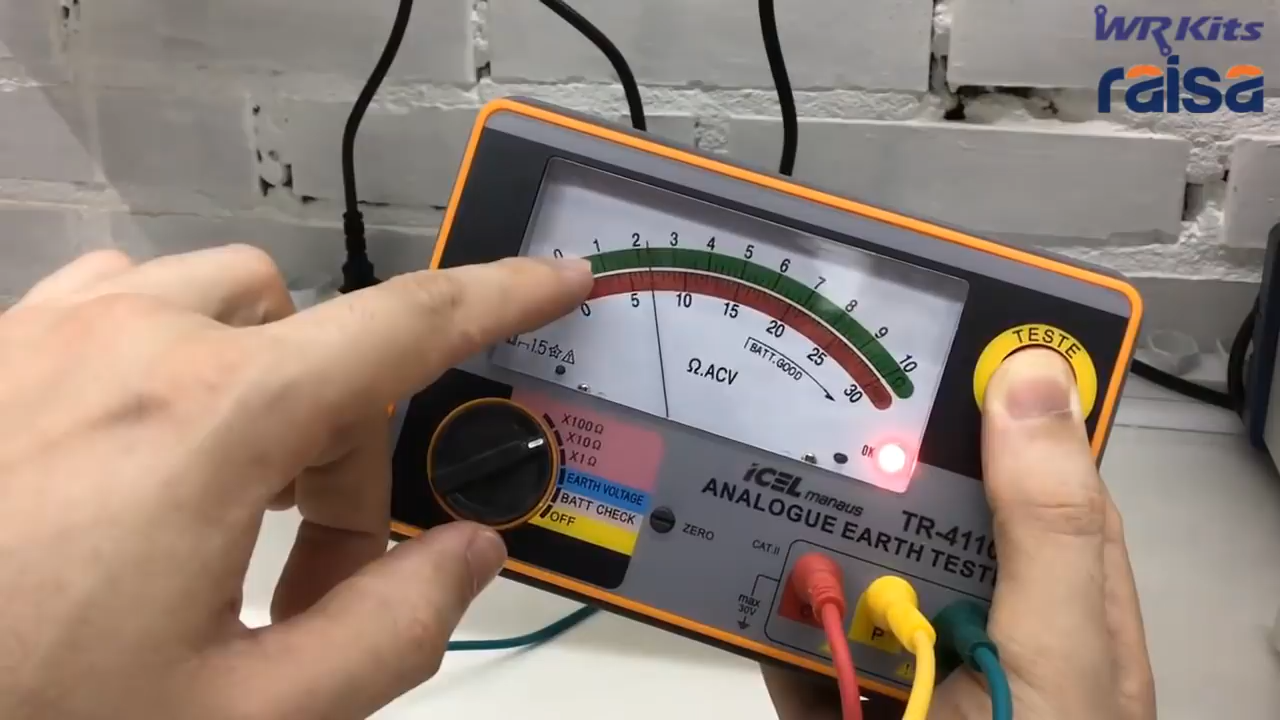 WR Kits
raisa
0 1 2 3 4 5 6 7 8 9 10
0 5 10 15 20 25 30
BATT.GOOD
Ω.ACV
1.5
OK
TESTE
X100Ω
X10Ω
X1Ω
EARTH VOLTAGE
BATT CHECK
OFF
ZERO
iCEL manaus
TR-4110
ANALOGUE EARTH TESTE
CAT.II
max
30V
C
P